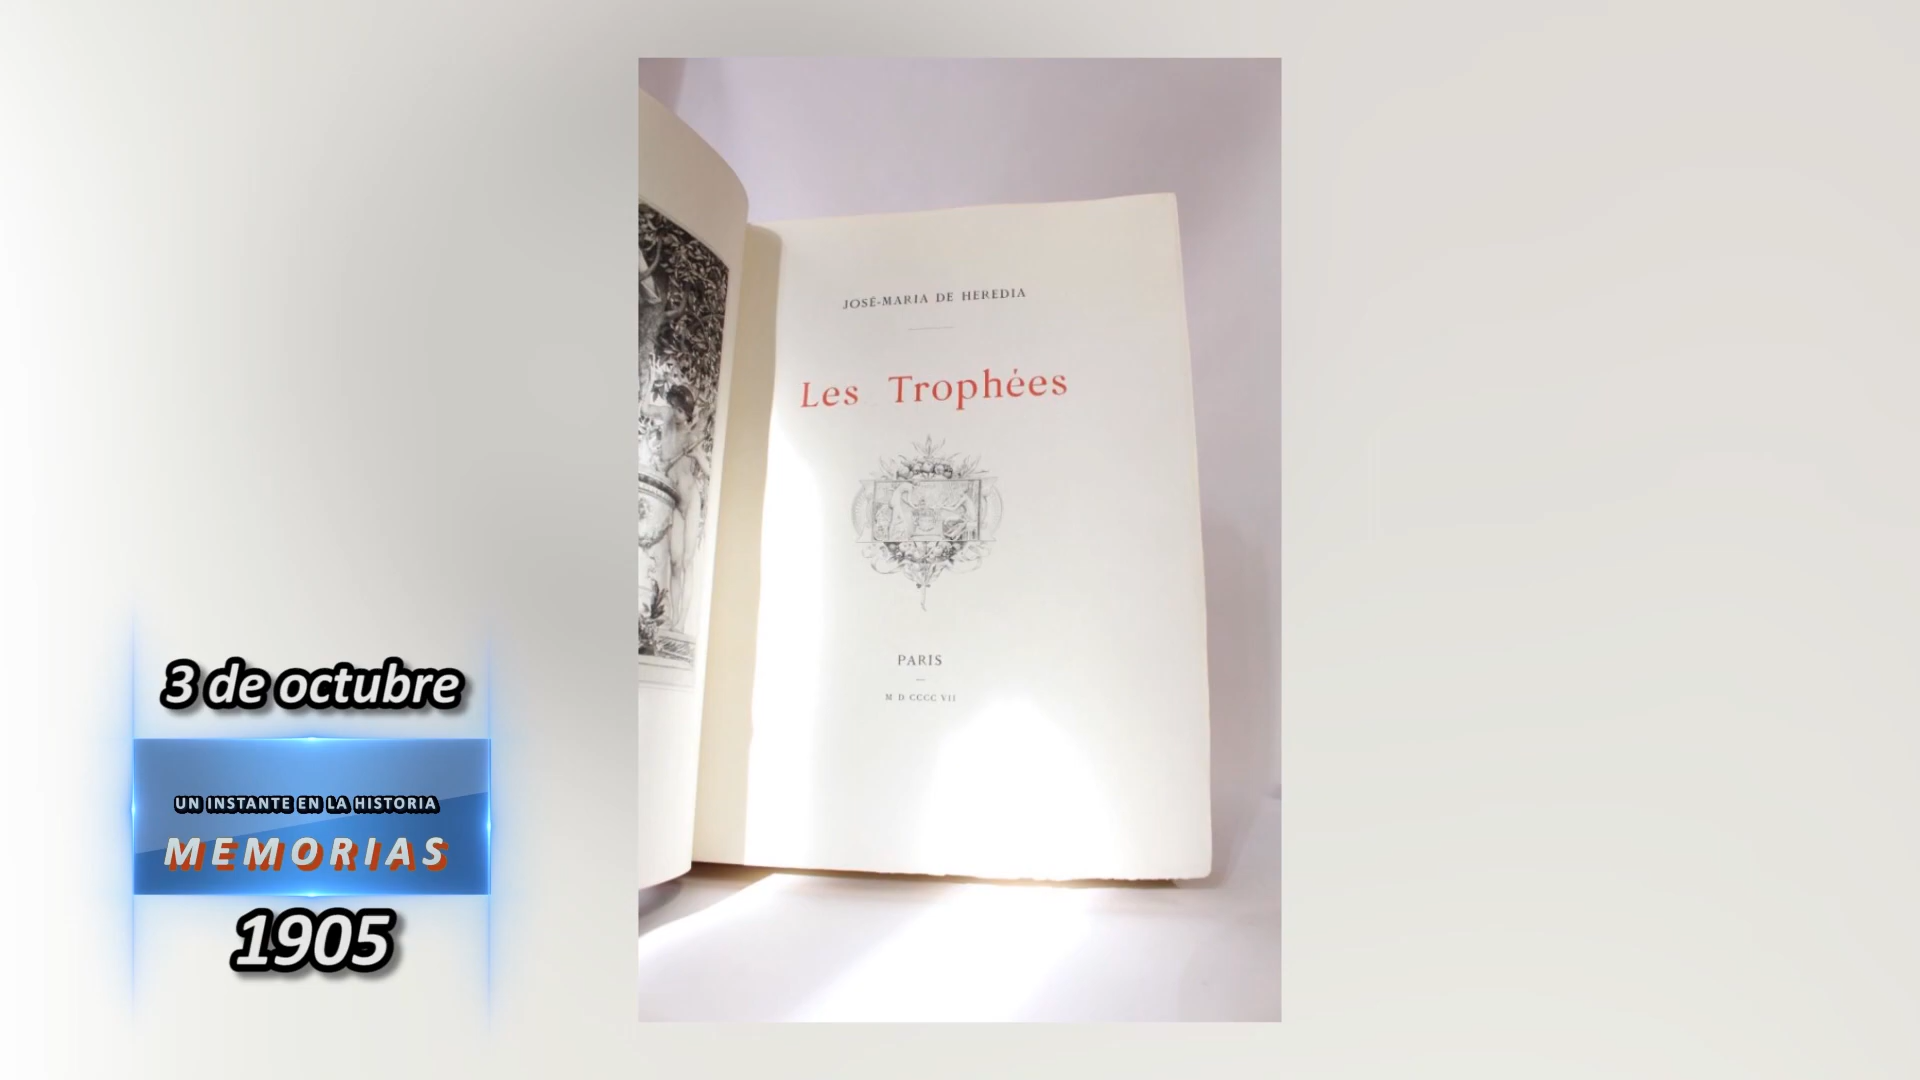 JOSÉ-MARIA DE HEREDIA
Les Trophées
PARIS
M D CCCC VII
3 de octubre
UN INSTANTE EN LA HISTORIA
MEMORIAS
1905